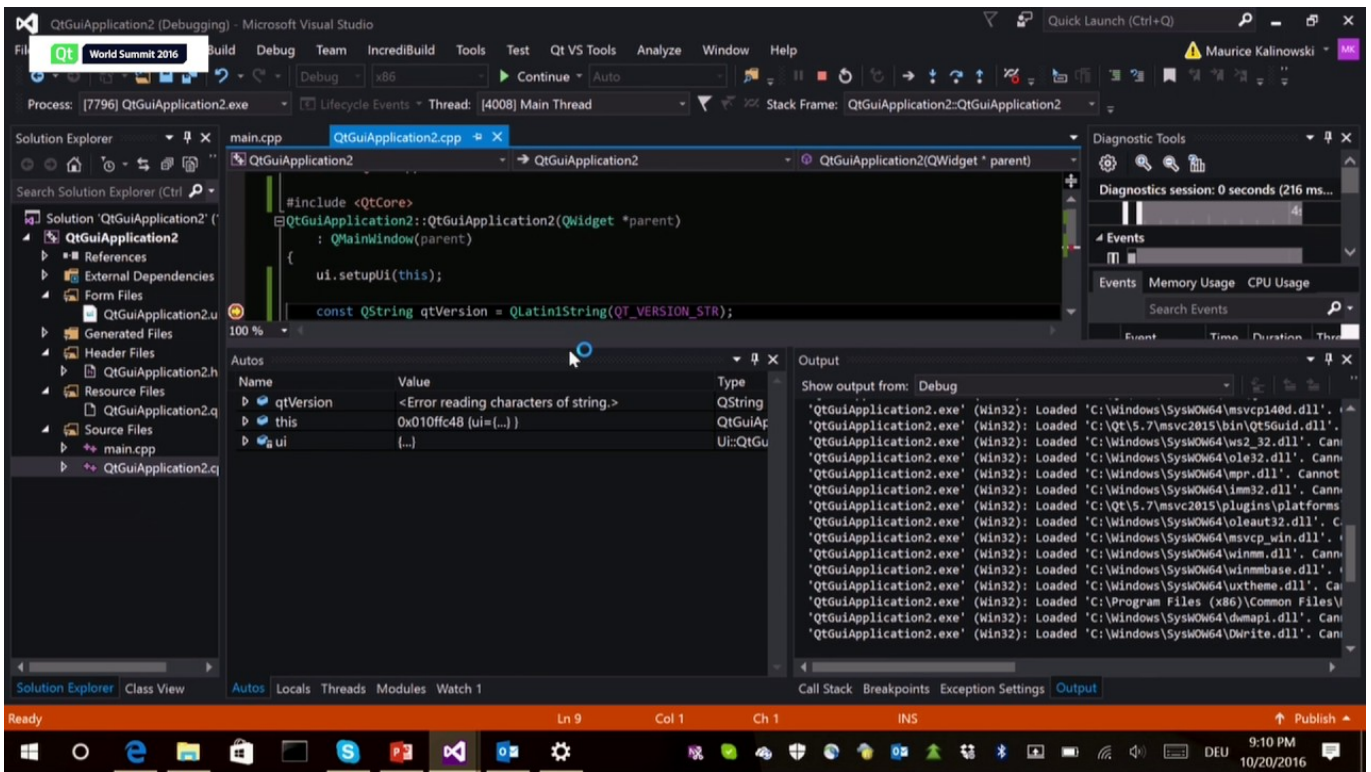 QtGuiApplication2 (Debugging) - Microsoft Visual Studio
Quick Launch (Ctrl+Q)
Qt World Summit 2016
Debug Team IncrediBuild Tools Test Qt VS Tools Analyze Window Help
Maurice Kalinowski MK
Debug x86 Continue Auto
Process: [7796] QtGuiApplication2.exe Lifecycle Events Thread: [4008] Main Thread Stack Frame: QtGuiApplication2::QtGuiApplication2
Solution Explorer
Search Solution Explorer (Ctrl
Solution 'QtGuiApplication2' (
QtGuiApplication2
References
External Dependencies
Form Files
QtGuiApplication2.u
Generated Files
Header Files
QtGuiApplication2.h
Resource Files
QtGuiApplication2.q
Source Files
main.cpp
QtGuiApplication2.c
Solution Explorer Class View
main.cpp QtGuiApplication2.cpp
QtGuiApplication2 QtGuiApplication2 QtGuiApplication2(QWidget * parent)
#include <QtCore>
QtGuiApplication2::QtGuiApplication2(QWidget *parent)
: QMainWindow(parent)
{
ui.setupUi(this);
const QString qtVersion = QLatin1String(QT_VERSION_STR);
100 %
Diagnostic Tools
Diagnostics session: 0 seconds (216 ms...
Events
Events Memory Usage CPU Usage
Search Events
Event Time Duration Thre
Autos
Name Value Type
qtVersion <Error reading characters of string.> QString
this 0x010ffc48 {ui={...} } QtGuiAp
ui {...} Ui::QtGu
Autos Locals Threads Modules Watch 1
Output
Show output from: Debug
'QtGuiApplication2.exe' (Win32): Loaded 'C:\Windows\SysWOW64\msvcp140d.dll'.
'QtGuiApplication2.exe' (Win32): Loaded 'C:\Qt\5.7\msvc2015\bin\Qt5Guid.dll'.
'QtGuiApplication2.exe' (Win32): Loaded 'C:\Windows\SysWOW64\ws2_32.dll'. Can
'QtGuiApplication2.exe' (Win32): Loaded 'C:\Windows\SysWOW64\ole32.dll'. Cann
'QtGuiApplication2.exe' (Win32): Loaded 'C:\Windows\SysWOW64\mpr.dll'. Cannot
'QtGuiApplication2.exe' (Win32): Loaded 'C:\Windows\SysWOW64\imm32.dll'. Cann
'QtGuiApplication2.exe' (Win32): Loaded 'C:\Qt\5.7\msvc2015\plugins\platforms
'QtGuiApplication2.exe' (Win32): Loaded 'C:\Windows\SysWOW64\oleaut32.dll'. C
'QtGuiApplication2.exe' (Win32): Loaded 'C:\Windows\SysWOW64\msvcp_win.dll'.
'QtGuiApplication2.exe' (Win32): Loaded 'C:\Windows\SysWOW64\winmm.dll'. Cann
'QtGuiApplication2.exe' (Win32): Loaded 'C:\Windows\SysWOW64\winmmbase.dll'.
'QtGuiApplication2.exe' (Win32): Loaded 'C:\Windows\SysWOW64\uxtheme.dll'. Ca
'QtGuiApplication2.exe' (Win32): Loaded 'C:\Program Files (x86)\Common Files\
'QtGuiApplication2.exe' (Win32): Loaded 'C:\Windows\SysWOW64\dwmapi.dll'. Can
'QtGuiApplication2.exe' (Win32): Loaded 'C:\Windows\SysWOW64\DWrite.dll'. Can
Call Stack Breakpoints Exception Settings Output
Ready Ln 9 Col 1 Ch 1 INS Publish
DEU 9:10 PM
10/20/2016